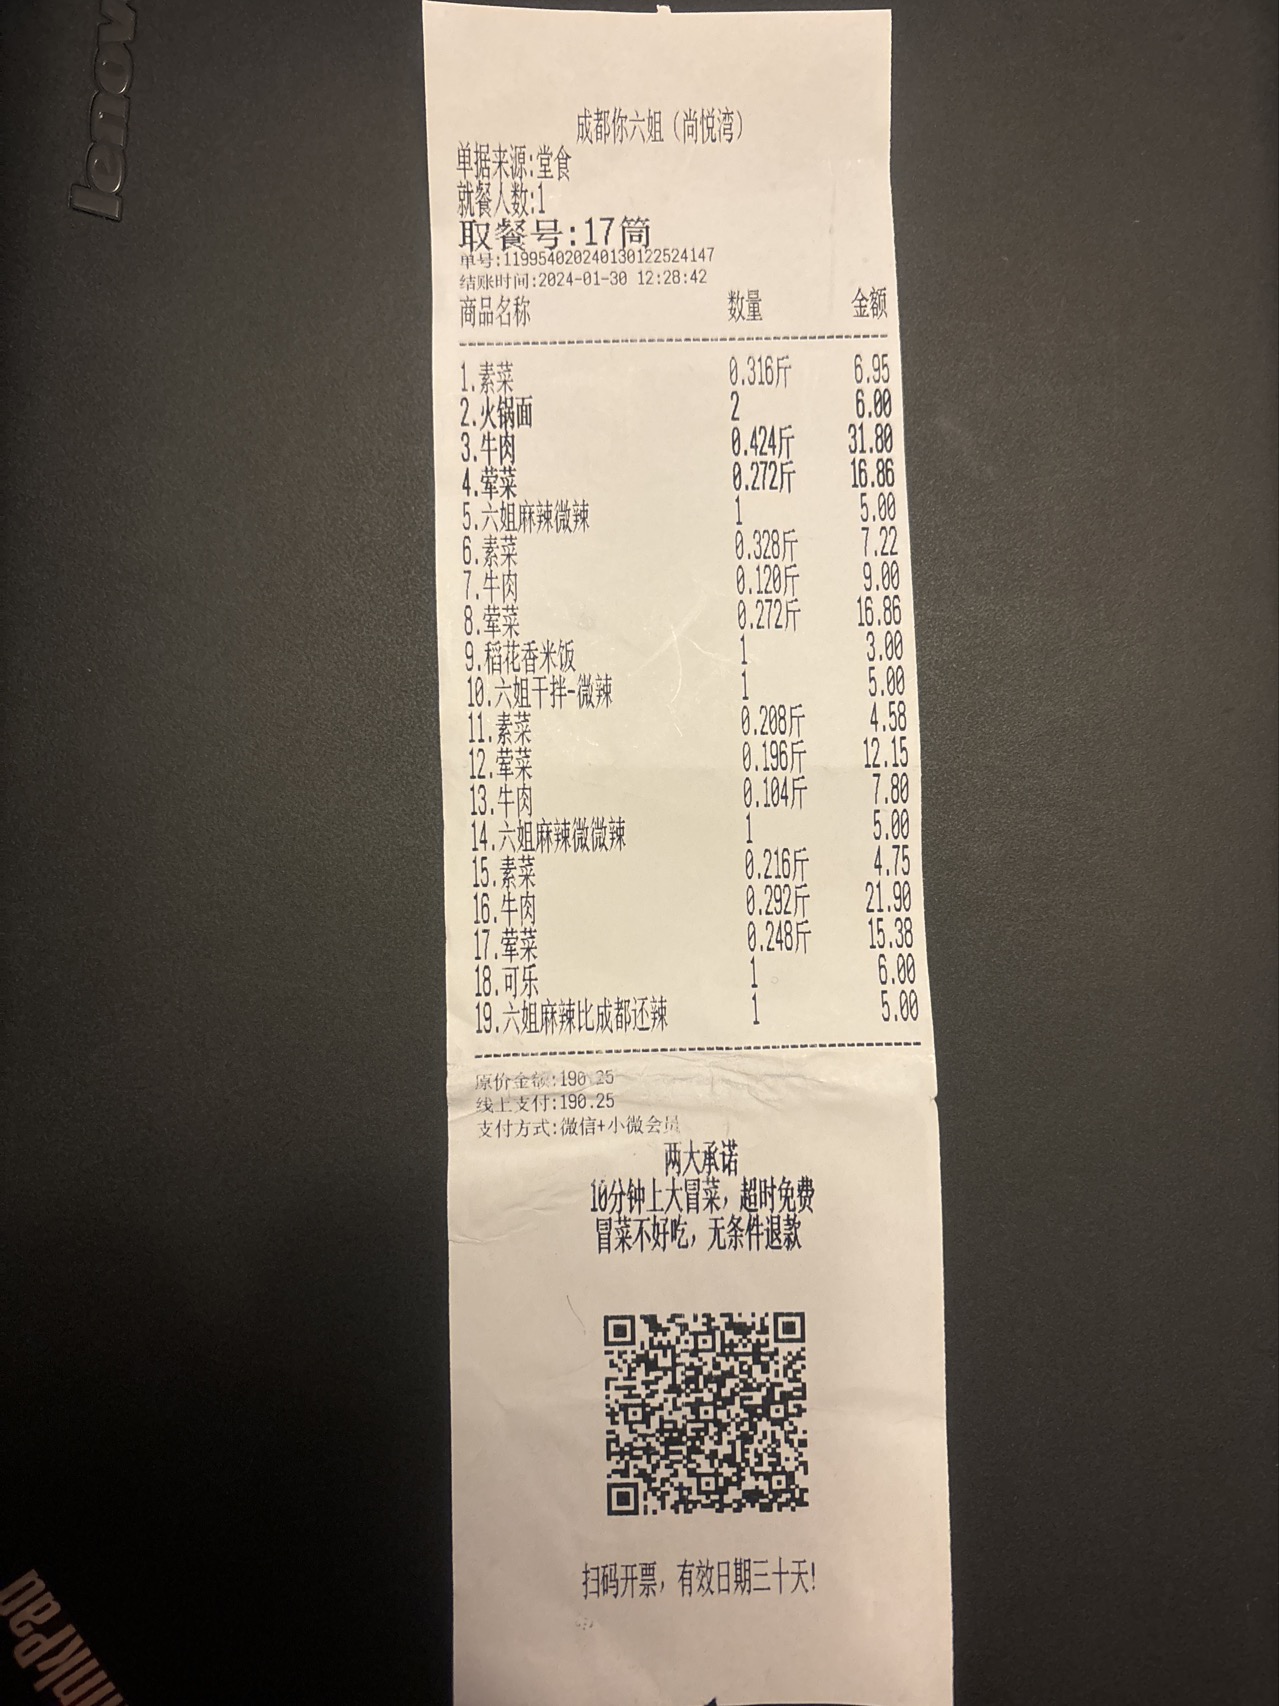 lenovo
成都你六姐（尚悦湾）
单据来源:堂食
就餐人数:1
取餐号:17筒
单号:119954020240130122524147
结账时间:2024-01-30 12:28:42
商品名称 数量 金额
1.素菜 0.316斤 6.95
2.火锅面 2 6.00
3.牛肉 0.424斤 31.80
4.荤菜 0.272斤 16.86
5.六姐麻辣微辣 1 5.00
6.素菜 0.328斤 7.22
7.牛肉 0.120斤 9.00
8.荤菜 0.272斤 16.86
9.稻花香米饭 1 3.00
10.六姐干拌-微辣 1 5.00
11.素菜 0.208斤 4.58
12.荤菜 0.196斤 12.15
13.牛肉 0.104斤 7.80
14.六姐麻辣微微辣 1 5.00
15.素菜 0.216斤 4.75
16.牛肉 0.292斤 21.90
17.荤菜 0.248斤 15.38
18.可乐 1 6.00
19.六姐麻辣比成都还辣 1 5.00
原价金额:190.25
线上支付:190.25
支付方式:微信+小微会员
两大承诺
10分钟上大冒菜，超时免费
冒菜不好吃，无条件退款
扫码开票，有效日期三十天!